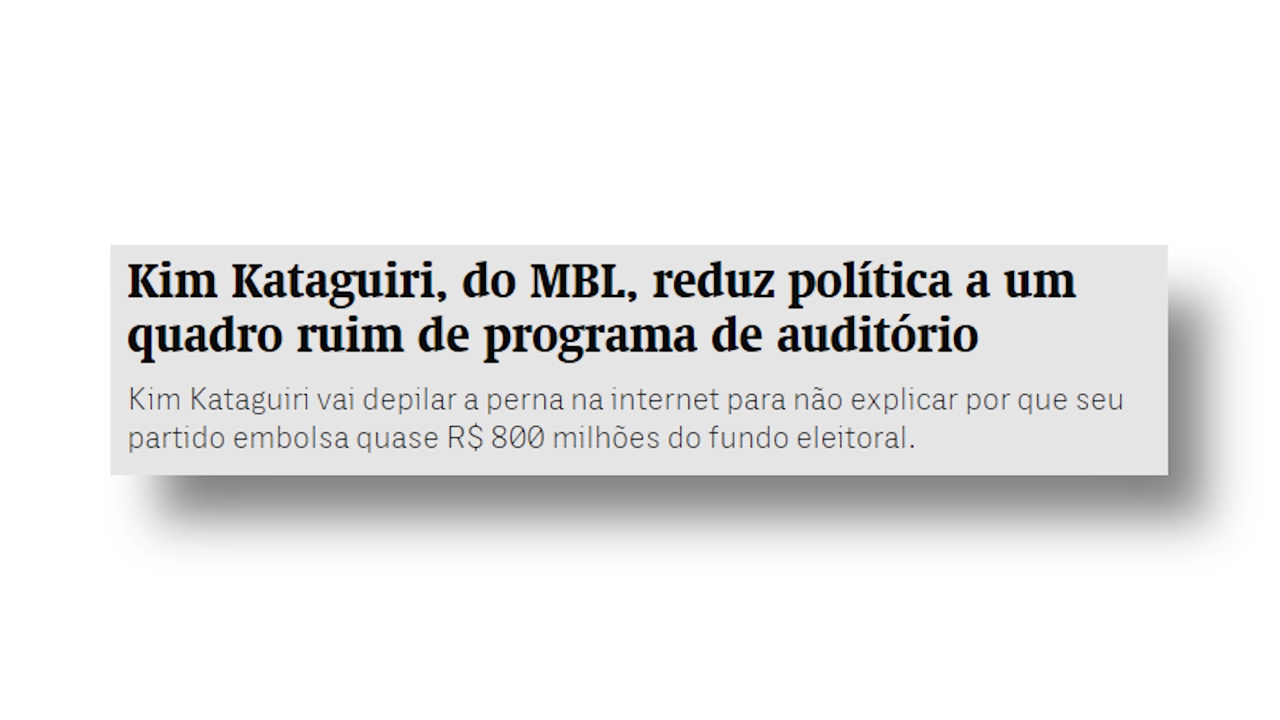 Kim Kataguiri, do MBL, reduz política a um
quadro ruim de programa de auditório
Kim Kataguiri vai depilar a perna na internet para não explicar por que seu
partido embolsa quase R$ 800 milhões do fundo eleitoral.